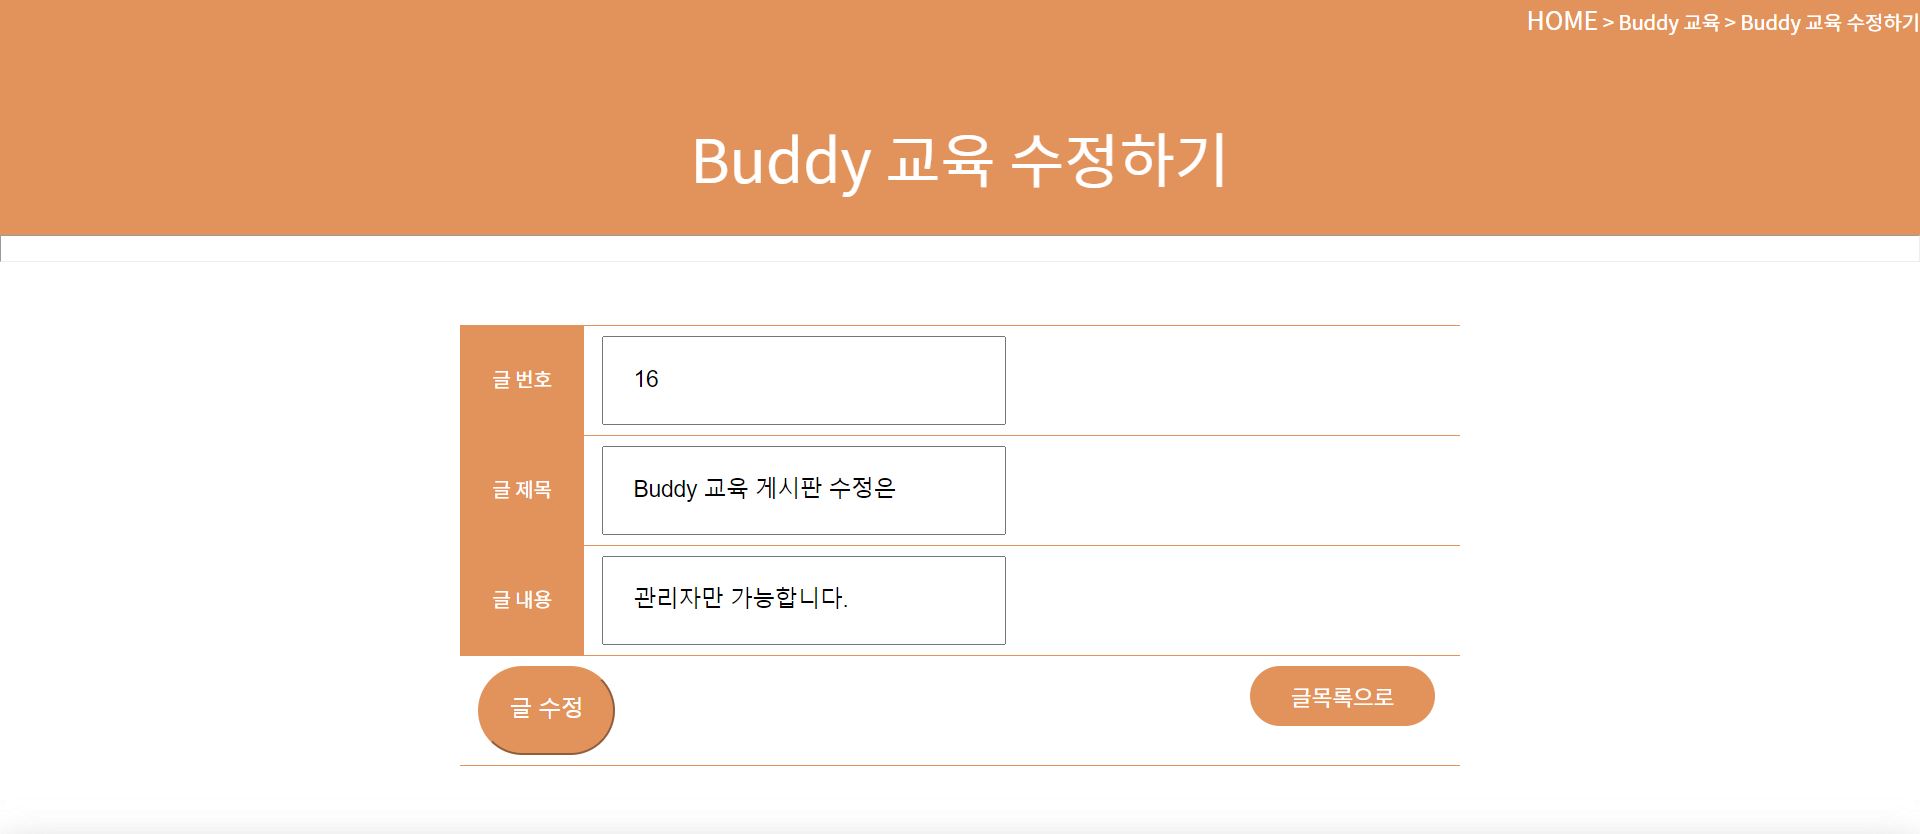 HOME > Buddy 교육 > Buddy 교육 수정하기
Buddy 교육 수정하기
글 번호 16
글 제목 Buddy 교육 게시판 수정은
글 내용 관리자만 가능합니다.
글 수정 글목록으로